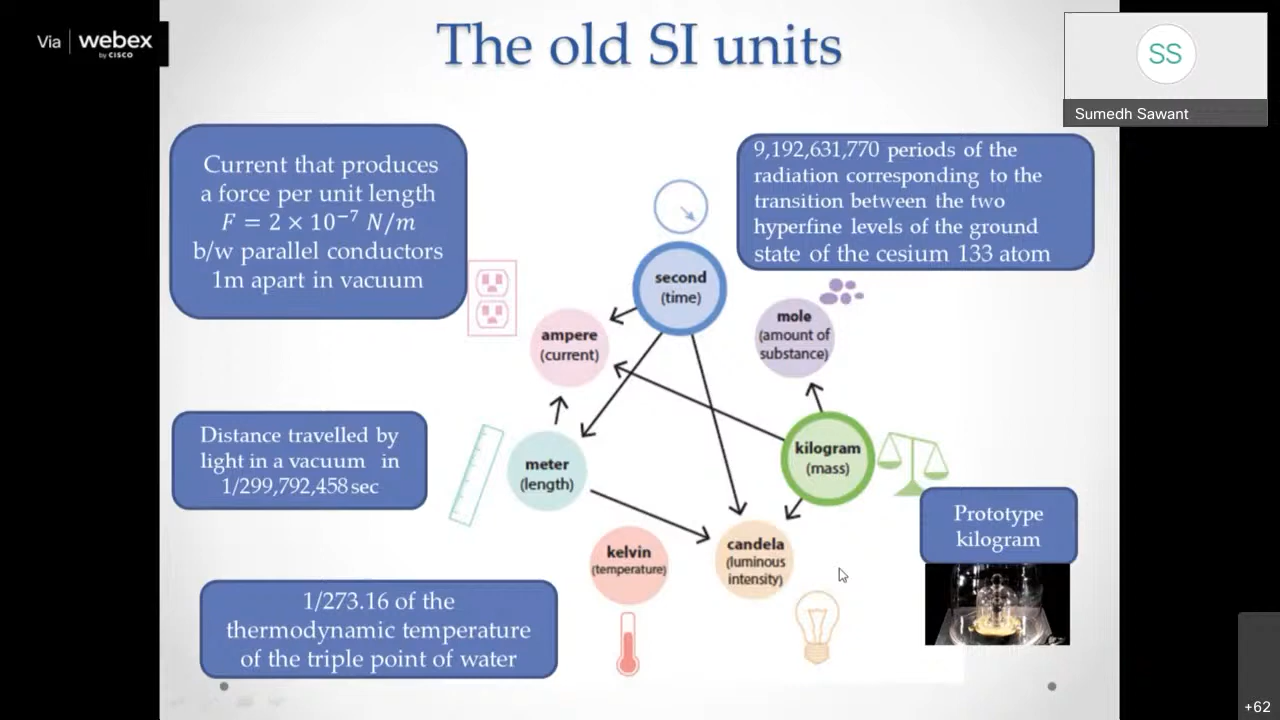 Via | webex
by CISCO
The old SI units
SS
Sumedh Sawant
Current that produces
a force per unit length
F = 2 × 10⁻⁷ N/m
b/w parallel conductors
1m apart in vacuum
9,192,631,770 periods of the
radiation corresponding to the
transition between the two
hyperfine levels of the ground
state of the cesium 133 atom
second
(time)
ampere
(current)
mole
(amount of
substance)
Distance travelled by
light in a vacuum in
1/299,792,458 sec
meter
(length)
kilogram
(mass)
Prototype
kilogram
kelvin
(temperature)
candela
(luminous
intensity)
1/273.16 of the
thermodynamic temperature
of the triple point of water
+62